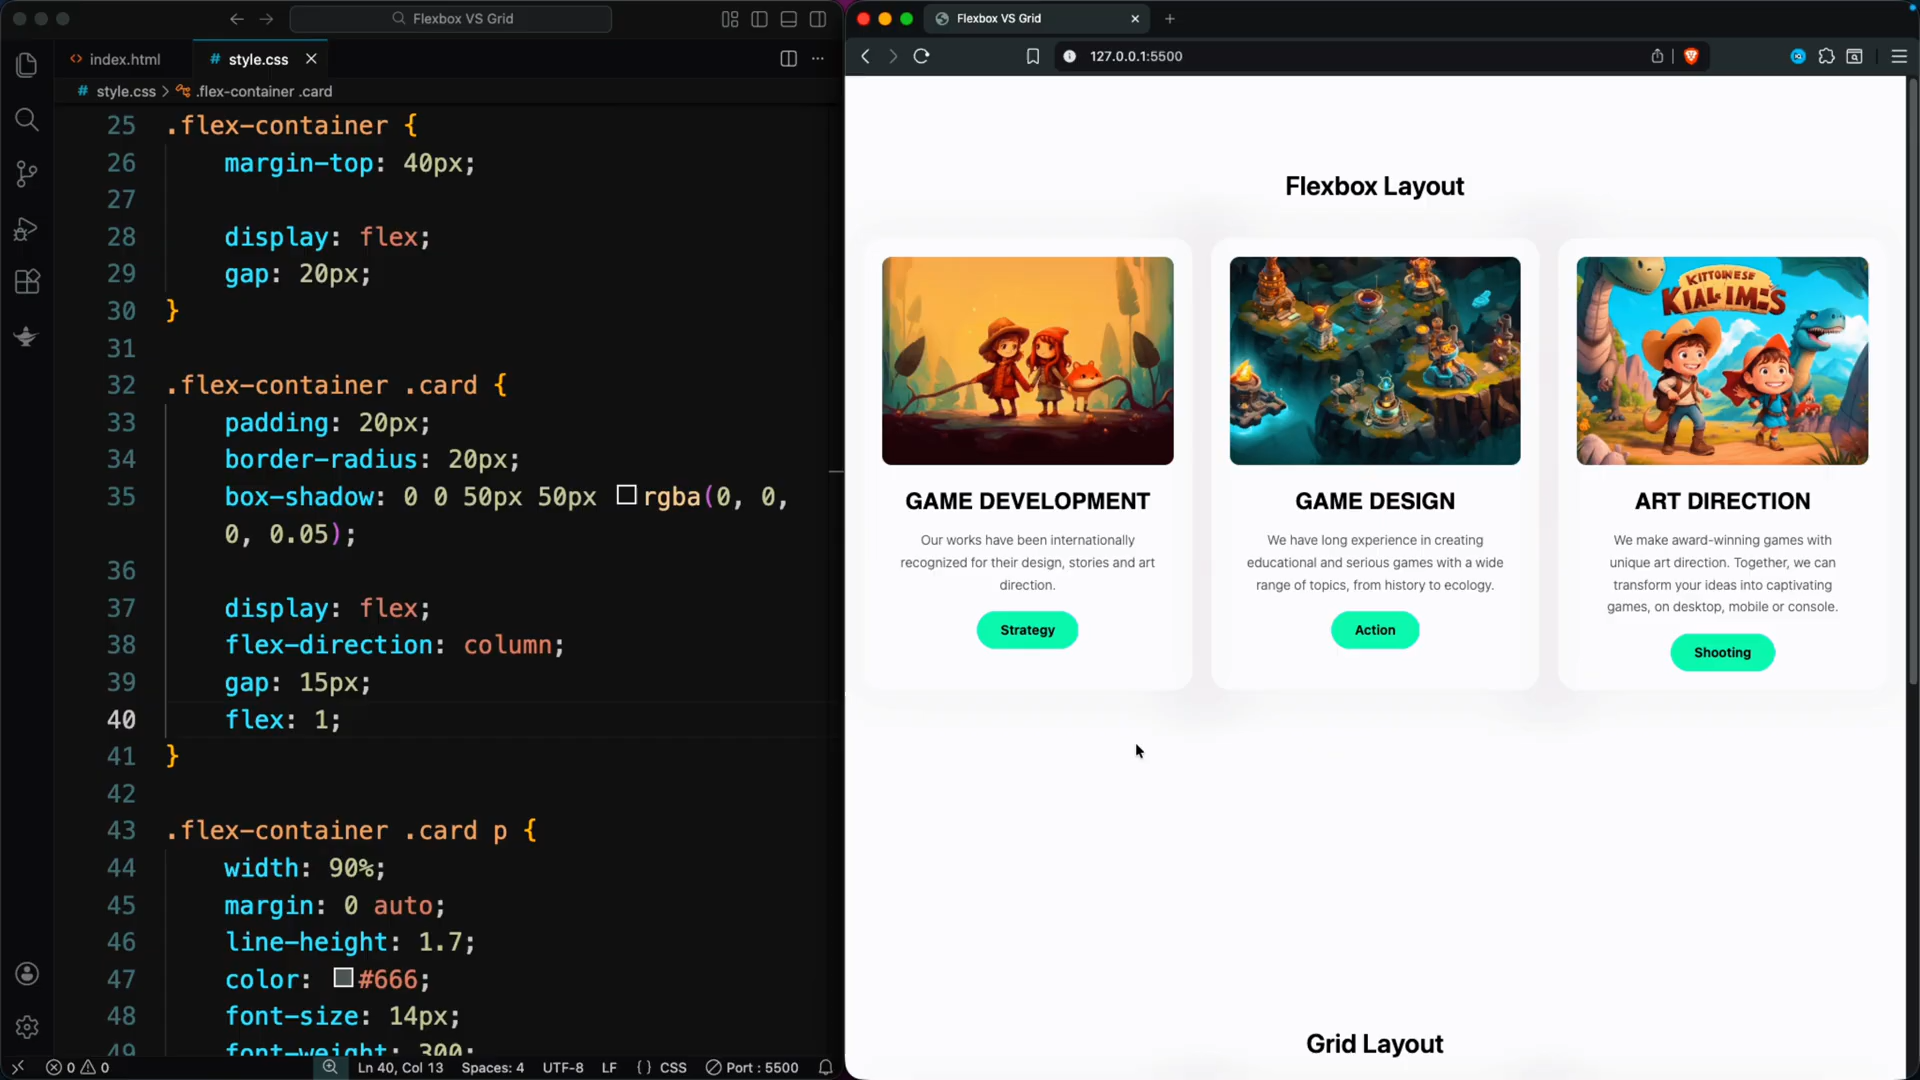 Flexbox VS Grid
index.html
# style.css
# style.css > .flex-container .card
25 .flex-container {
26 margin-top: 40px;
27
28 display: flex;
29 gap: 20px;
30 }
31
32 .flex-container .card {
33 padding: 20px;
34 border-radius: 20px;
35 box-shadow: 0 0 50px 50px rgba(0, 0,
0, 0.05);
36
37 display: flex;
38 flex-direction: column;
39 gap: 15px;
40 flex: 1;
41 }
42
43 .flex-container .card p {
44 width: 90%;
45 margin: 0 auto;
46 line-height: 1.7;
47 color: #666;
48 font-size: 14px;
49 font-weight: 300;
0 0 Ln 40, Col 13 Spaces: 4 UTF-8 LF {} CSS Port : 5500
Flexbox VS Grid
127.0.0.1:5500
Flexbox Layout
KITTOINESE
KIALIMES
GAME DEVELOPMENT
Our works have been internationally
recognized for their design, stories and art
direction.
Strategy
GAME DESIGN
We have long experience in creating
educational and serious games with a wide
range of topics, from history to ecology.
Action
ART DIRECTION
We make award-winning games with
unique art direction. Together, we can
transform your ideas into captivating
games, on desktop, mobile or console.
Shooting
Grid Layout